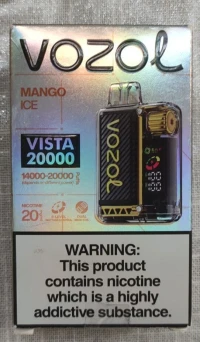 VOZOL
MANGO
ICE
VISTA
20000
14000-20000
NICOTINE
20
VOZOL
WARNING:
This product
contains nicotine
which is a highly
addictive substance.